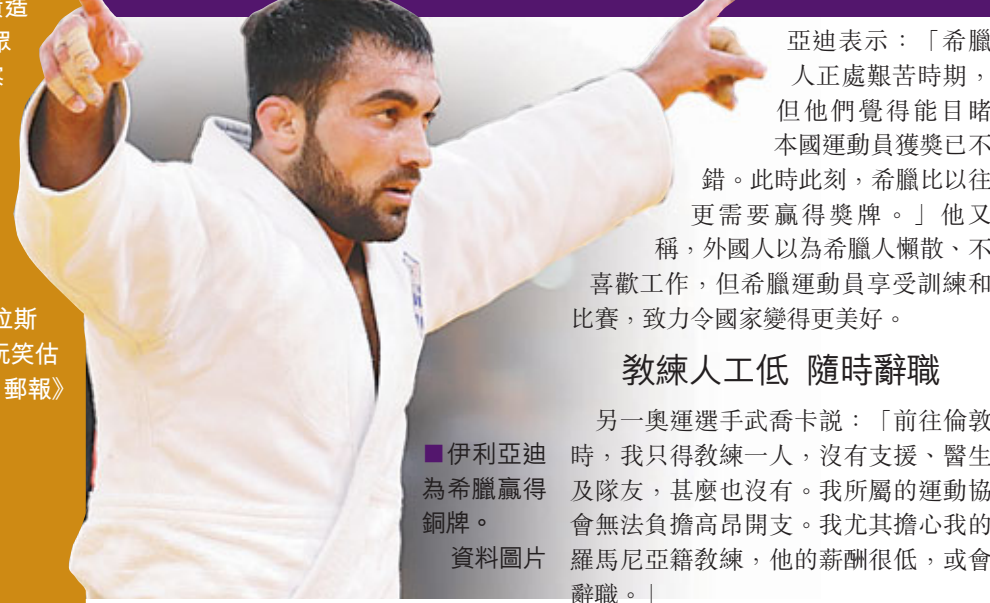 造
眾
拉斯
玩笑估
郵報》
■伊利亞迪
為希臘贏得
銅牌。
資料圖片
亞迪表示：「希臘
人正處艱苦時期，
但他們覺得能目睹
本國運動員獲獎已不
錯。此時此刻，希臘比以往
更需要贏得獎牌。」他又
稱，外國人以為希臘人懶散、不
喜歡工作，但希臘運動員享受訓練和
比賽，致力令國家變得更美好。
教練人工低 隨時辭職
另一奧運選手武喬卡說：「前往倫敦
時，我只得教練一人，沒有支援、醫生
及隊友，甚麼也沒有。我所屬的運動協
會無法負擔高昂開支。我尤其擔心我的
羅馬尼亞籍教練，他的薪酬很低，或會
辭職。」